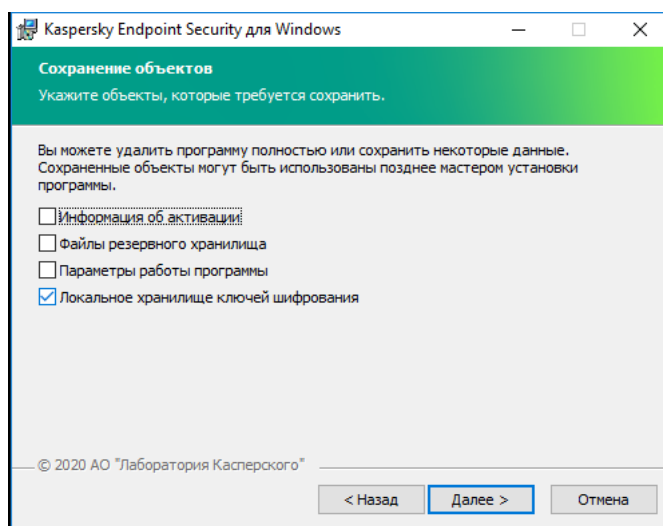 Kaspersky Endpoint Security для Windows
Сохранение объектов
Укажите объекты, которые требуется сохранить.
Вы можете удалить программу полностью или сохранить некоторые данные.
Сохраненные объекты могут быть использованы позднее мастером установки
программы.
Информация об активации
Файлы резервного хранилища
Параметры работы программы
Локальное хранилище ключей шифрования
© 2020 АО "Лаборатория Касперского"
< Назад Далее > Отмена